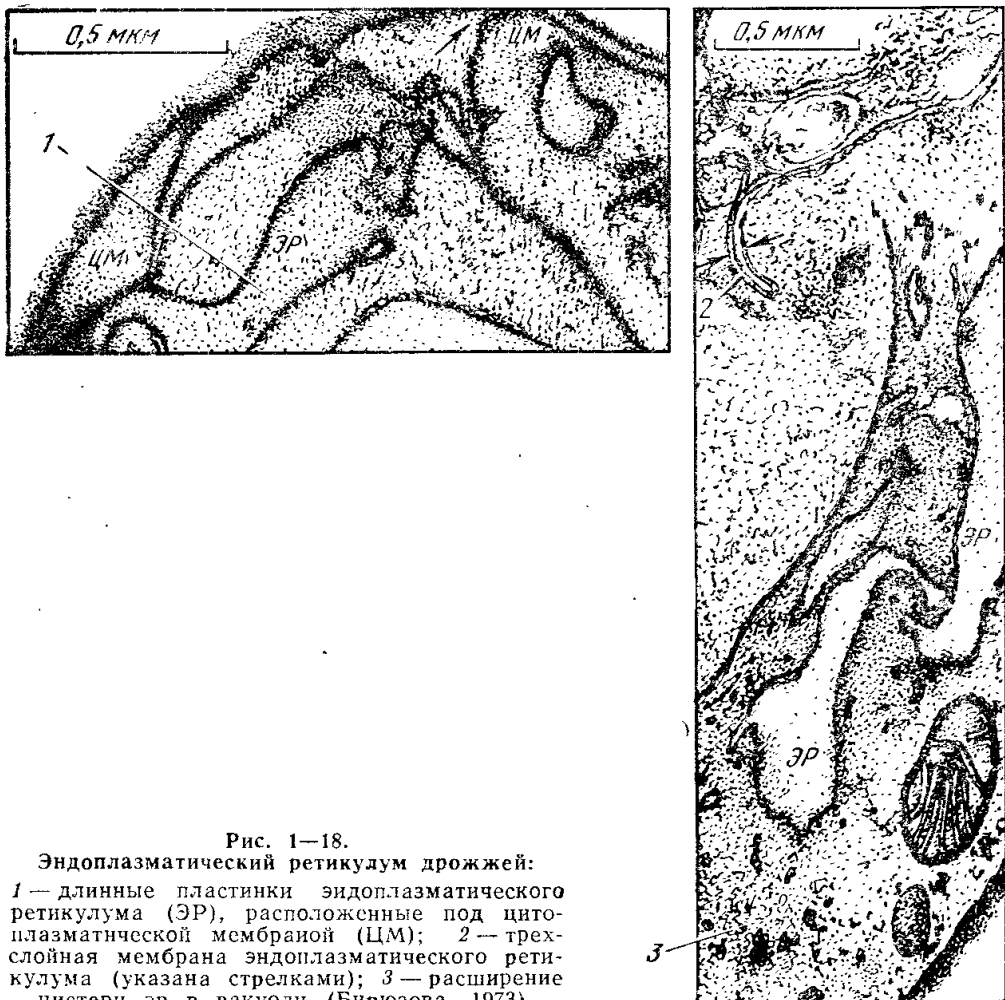 0,5 мкм
ЦМ
0,5 мкм
1
ЦМ
ЭР
2
ЭР
ЭР
3
Рис. 1—18.
Эндоплазматический ретикулум дрожжей:
1 — длинные пластинки эндоплазматического
ретикулума (ЭР), расположенные под цито-
плазматической мембраной (ЦМ); 2 — трех-
слойная мембрана эндоплазматического рети-
кулума (указана стрелками); 3 — расширение
цистерн эр в вакуоли (Бирюзова, 1973)